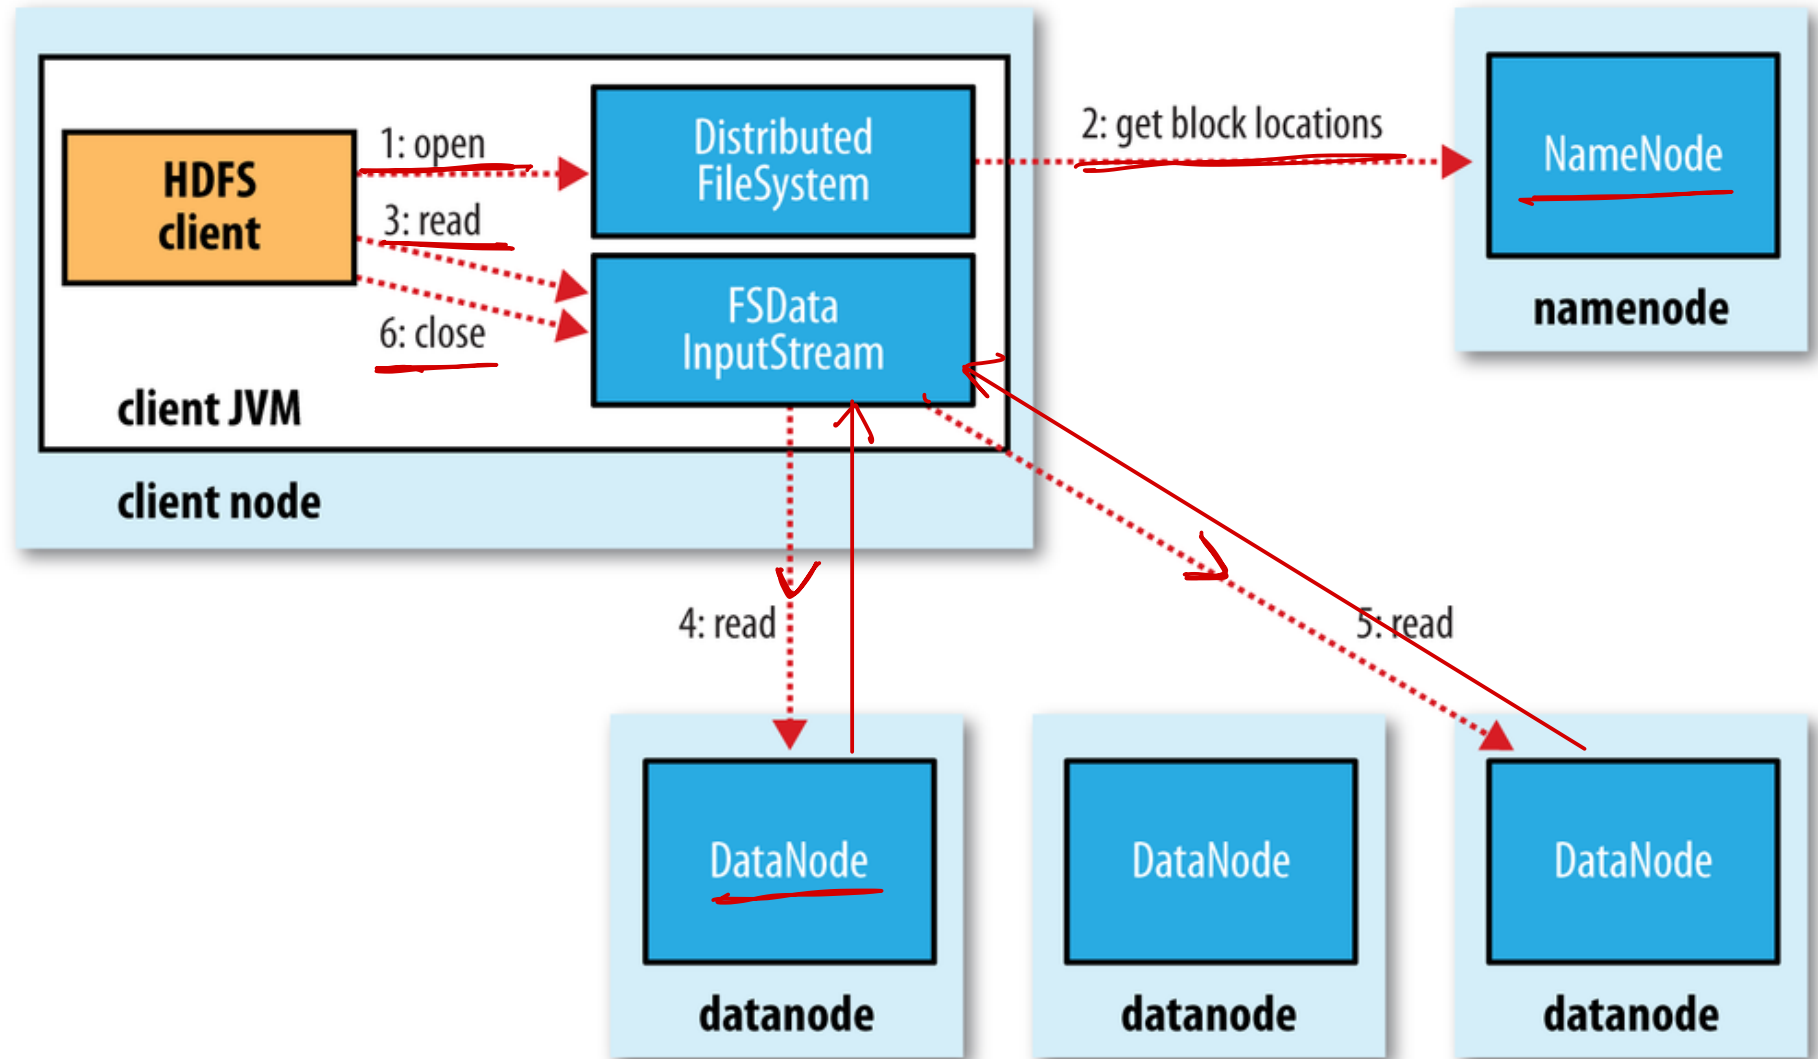 1: open
Distributed
FileSystem
2: get block locations
NameNode
namenode
HDFS
client
3: read
FSData
InputStream
6: close
client JVM
client node
4: read
5: read
DataNode
datanode
DataNode
datanode
DataNode
datanode